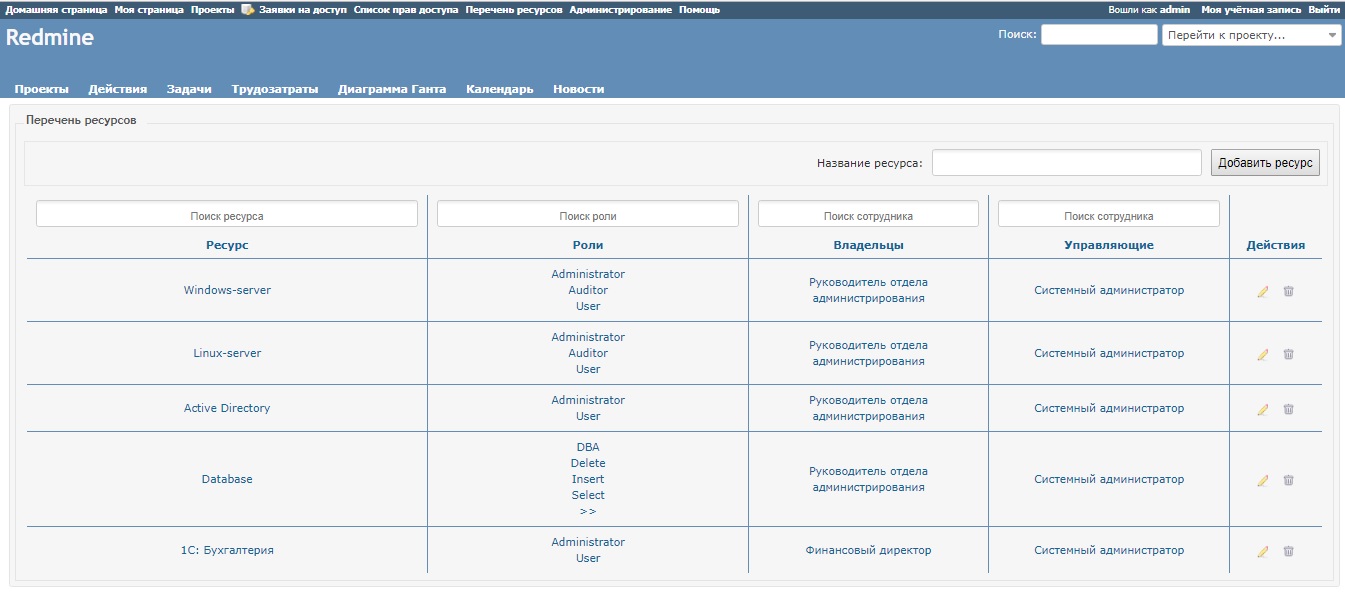 Домашняя страница Моя страница Проекты Заявки на доступ Список прав доступа Перечень ресурсов Администрирование Помощь Вошли как admin Моя учётная запись Выйти
Redmine Поиск: Перейти к проекту...
Проекты Действия Задачи Трудозатраты Диаграмма Ганта Календарь Новости
Перечень ресурсов
Название ресурса: Добавить ресурс
Поиск ресурса Поиск роли Поиск сотрудника Поиск сотрудника
Ресурс Роли Владельцы Управляющие Действия
Windows-server
Administrator
Auditor
User
Руководитель отдела
администрирования
Системный администратор
Linux-server
Administrator
Auditor
User
Руководитель отдела
администрирования
Системный администратор
Active Directory
Administrator
User
Руководитель отдела
администрирования
Системный администратор
Database
DBA
Delete
Insert
Select
>>
Руководитель отдела
администрирования
Системный администратор
1С: Бухгалтерия
Administrator
User
Финансовый директор
Системный администратор